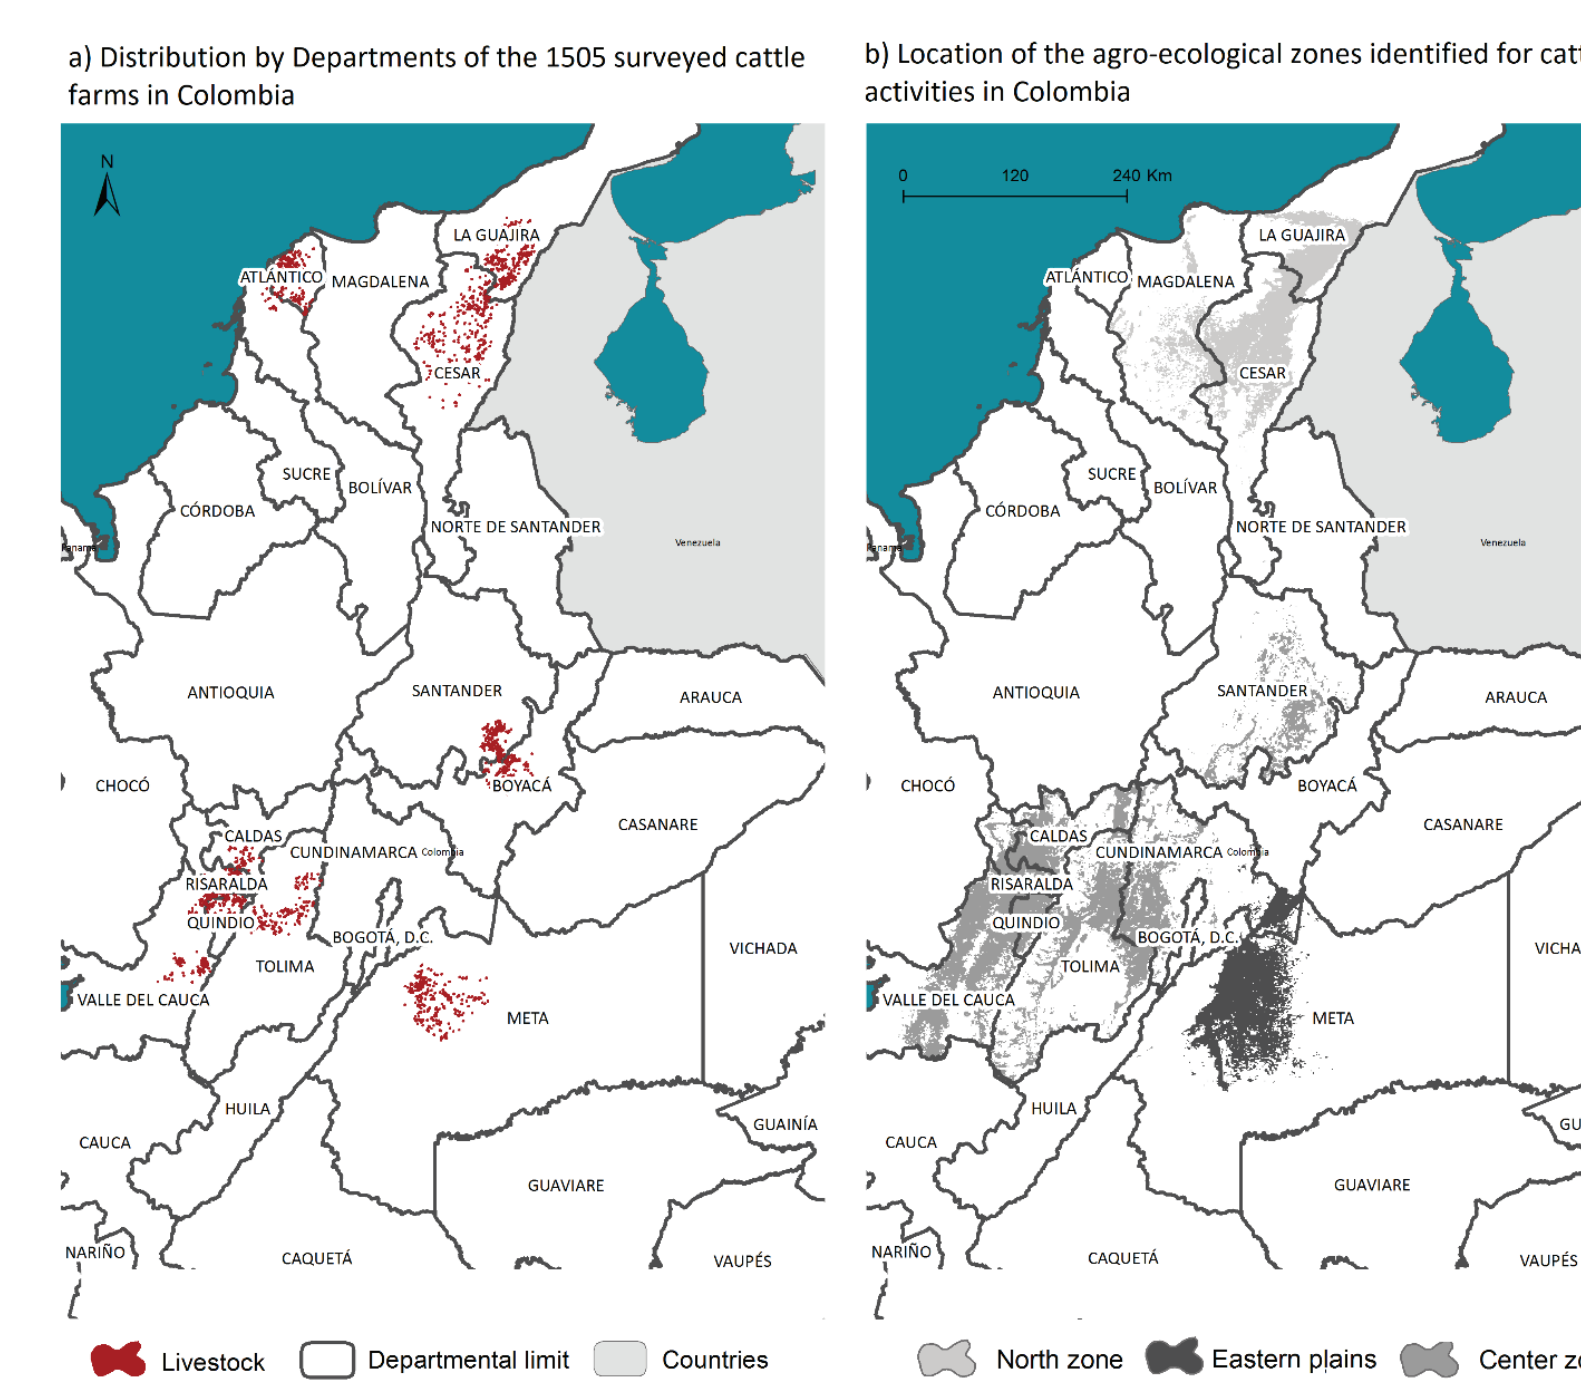 a) Distribution by Departments of the 1505 surveyed cattle
farms in Colombia
N
LA GUAJIRA
ATLÁNTICO
MAGDALENA
CESAR
SUCRE
BOLÍVAR
CÓRDOBA
NORTE DE SANTANDER
Panamá
Venezuela
ANTIOQUIA
SANTANDER
ARAUCA
CHOCÓ
BOYACÁ
CASANARE
CALDAS
CUNDINAMARCA
Colombia
RISARALDA
QUINDIO
BOGOTÁ, D.C.
VICHADA
TOLIMA
VALLE DEL CAUCA
META
HUILA
GUAINÍA
CAUCA
GUAVIARE
NARIÑO
CAQUETÁ
VAUPÉS
Livestock
Departmental limit
Countries
b) Location of the agro-ecological zones identified for catt
activities in Colombia
0 120 240 Km
LA GUAJIRA
ATLÁNTICO
MAGDALENA
CESAR
SUCRE
BOLÍVAR
CÓRDOBA
NORTE DE SANTANDER
Panamá
Venezuela
ANTIOQUIA
SANTANDER
ARAUCA
CHOCÓ
BOYACÁ
CASANARE
CALDAS
CUNDINAMARCA
Colombia
RISARALDA
QUINDIO
BOGOTÁ, D.C.
VICHA
TOLIMA
VALLE DEL CAUCA
META
HUILA
GU
CAUCA
GUAVIARE
NARIÑO
CAQUETÁ
VAUPÉS
North zone
Eastern plains
Center zo